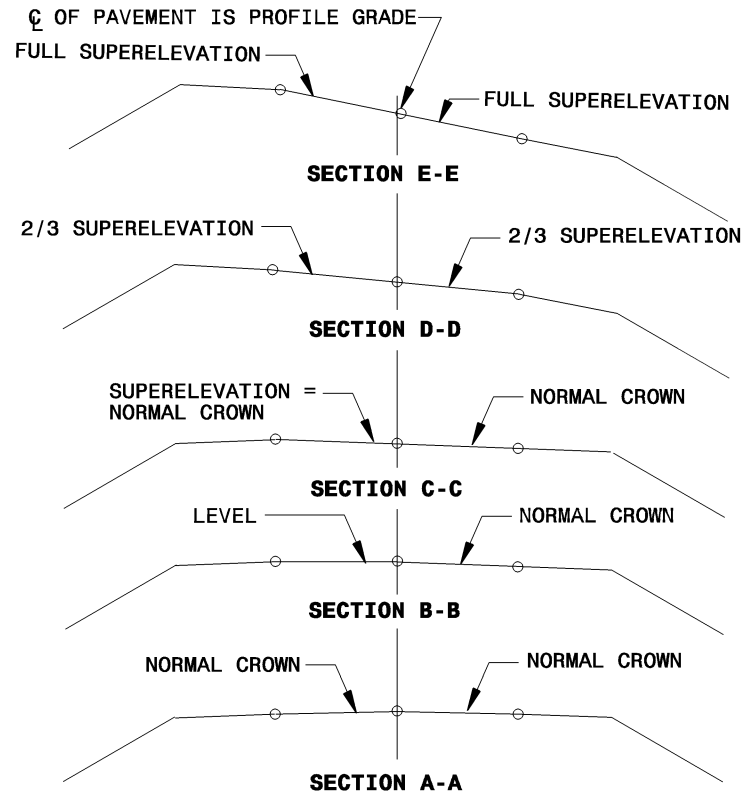 ℄ OF PAVEMENT IS PROFILE GRADE
FULL SUPERELEVATION
FULL SUPERELEVATION
SECTION E-E
2/3 SUPERELEVATION
2/3 SUPERELEVATION
SECTION D-D
SUPERELEVATION =
NORMAL CROWN
NORMAL CROWN
SECTION C-C
LEVEL
NORMAL CROWN
SECTION B-B
NORMAL CROWN
NORMAL CROWN
SECTION A-A